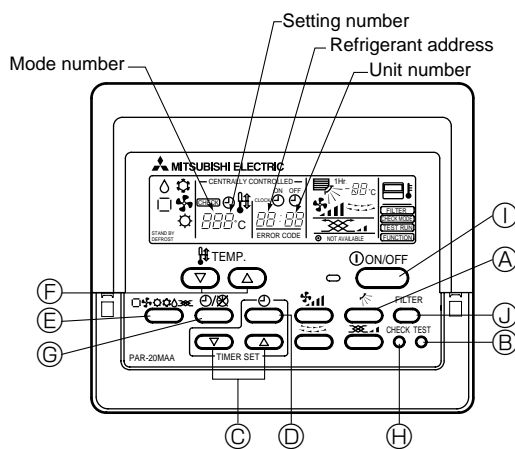 Setting number
Refrigerant address
Mode number
Unit number
MITSUBISHI ELECTRIC
CENTRALLY CONTROLLED
ON OFF
1Hr.
CHECK
CLOCK
°C
°C
FILTER
CHECK MODE
TEST RUN
FUNCTION
STAND BY
DEFROST
ERROR CODE
NOT AVAILABLE
TEMP.
ON/OFF
I
A
F
E
FILTER
J
G
CHECK TEST
B
PAR-20MAA
TIMER SET
C
D
H